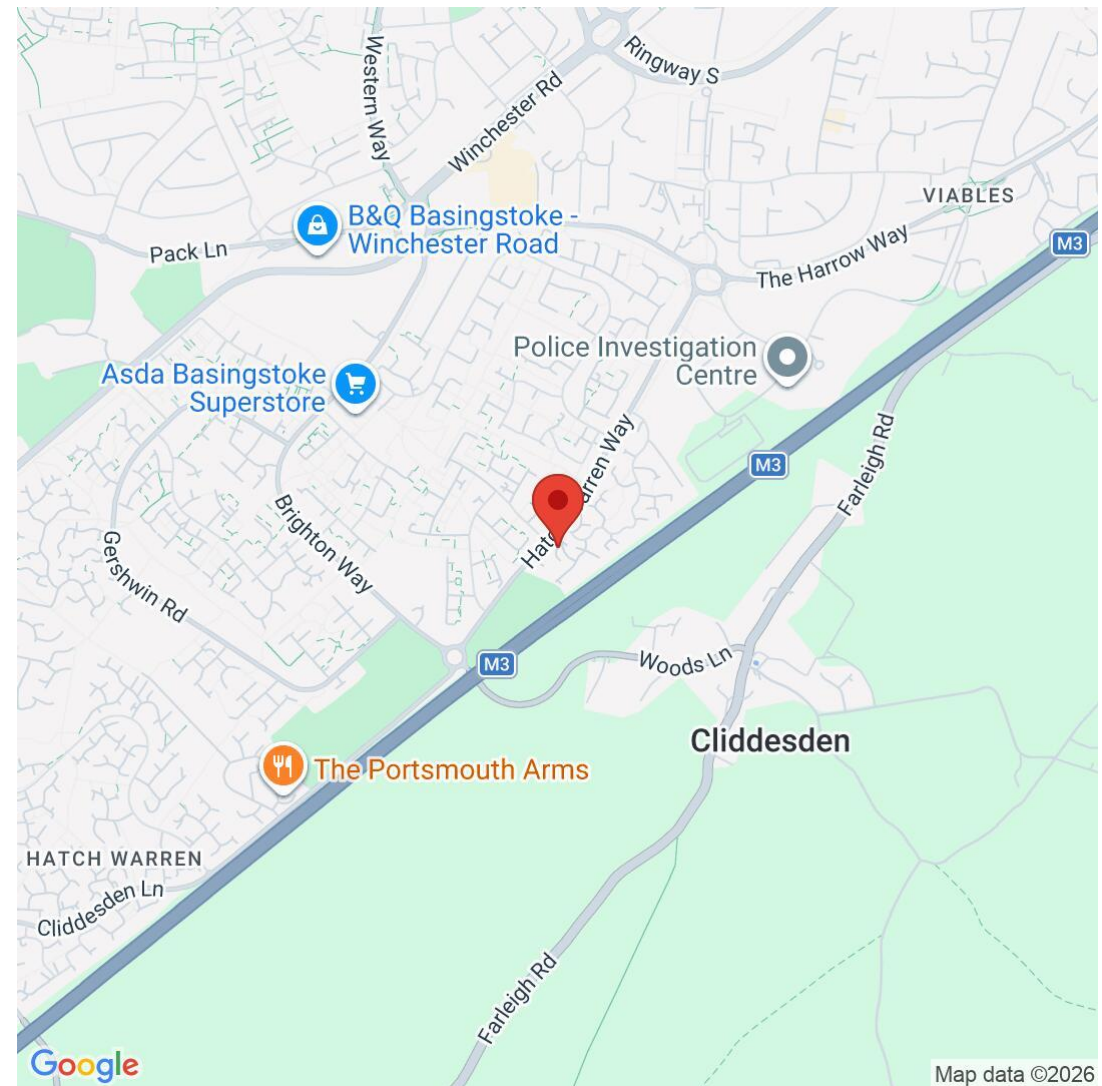 Ringway S
Western Way
Winchester Rd
VIABLES
B&Q Basingstoke -
Winchester Road
M3
Pack Ln
The Harrow Way
Police Investigation
Centre
Asda Basingstoke
Superstore
M3
Farleigh Rd
Brighton Way
Gershwin Rd
M3
Woods Ln
Cliddesden
The Portsmouth Arms
HATCH WARREN
Cliddesden Ln
Farleigh Rd
Google
Map data ©2026